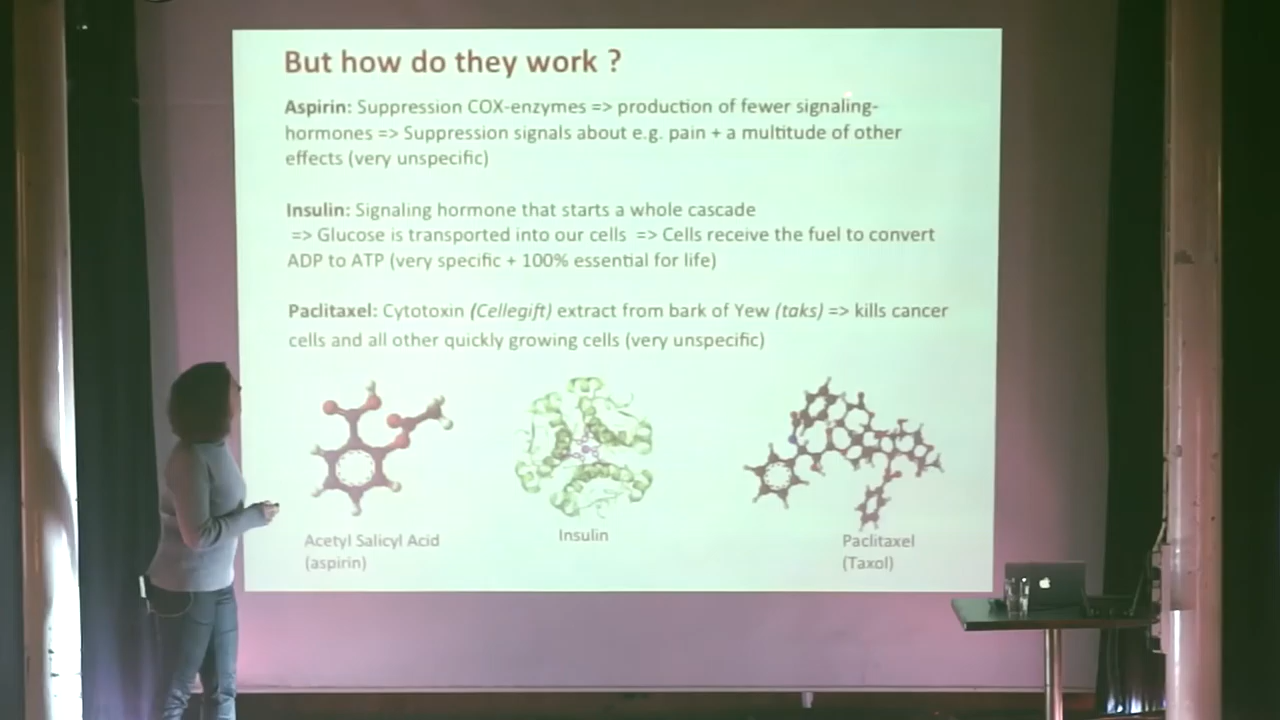 But how do they work ?
Aspirin: Suppression COX-enzymes => production of fewer signaling-
hormones => Suppression signals about e.g. pain + a multitude of other
effects (very unspecific)
Insulin: Signaling hormone that starts a whole cascade
=> Glucose is transported into our cells => Cells receive the fuel to convert
ADP to ATP (very specific + 100% essential for life)
Paclitaxel: Cytotoxin (Cellegift) extract from bark of Yew (taks) => kills cancer
cells and all other quickly growing cells (very unspecific)
Acetyl Salicyl Acid
(aspirin)
Insulin
Paclitaxel
(Taxol)